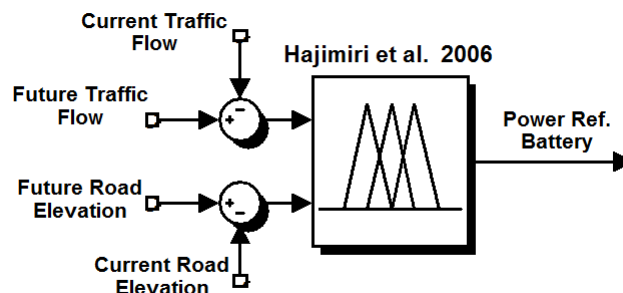 Current Traffic
Flow
Hajimiri et al. 2006
Future Traffic
Flow
-
+
Power Ref.
Battery
Future Road
Elevation
+
-
Current Road
Elevation